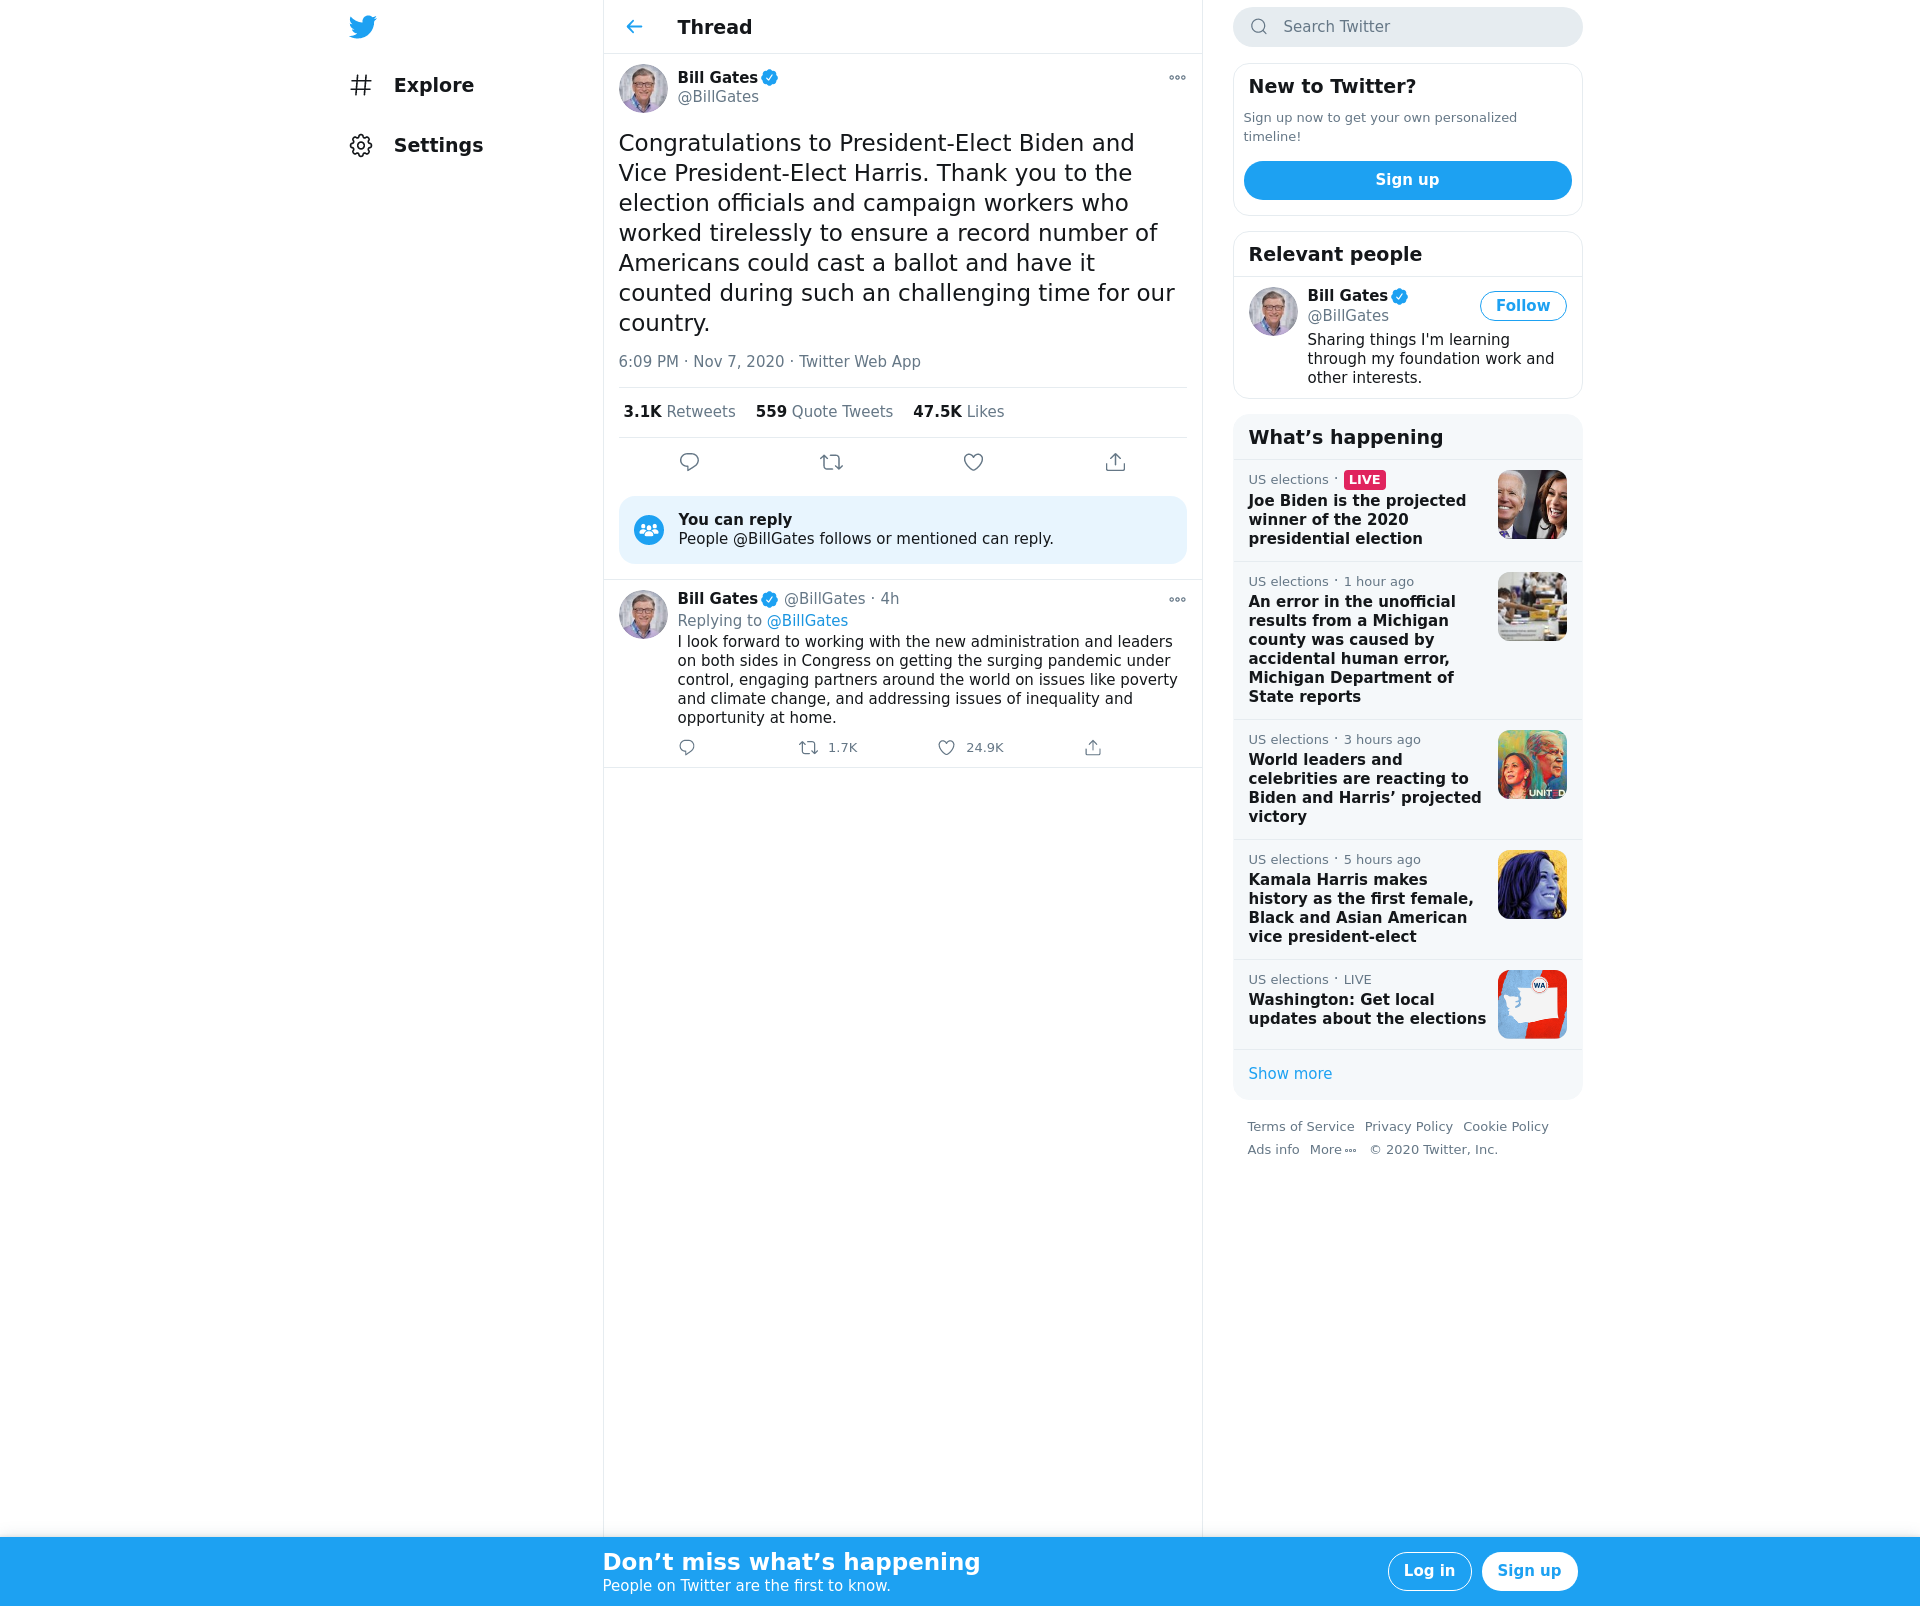 Explore
Settings
Thread
Bill Gates
@BillGates
Congratulations to President-Elect Biden and
Vice President-Elect Harris. Thank you to the
election officials and campaign workers who
worked tirelessly to ensure a record number of
Americans could cast a ballot and have it
counted during such an challenging time for our
country.
6:09 PM · Nov 7, 2020 · Twitter Web App
3.1K Retweets 559 Quote Tweets 47.5K Likes
You can reply
People @BillGates follows or mentioned can reply.
Bill Gates @BillGates · 4h
Replying to @BillGates
I look forward to working with the new administration and leaders
on both sides in Congress on getting the surging pandemic under
control, engaging partners around the world on issues like poverty
and climate change, and addressing issues of inequality and
opportunity at home.
1.7K 24.9K
Search Twitter
New to Twitter?
Sign up now to get your own personalized
timeline!
Sign up
Relevant people
Bill Gates
@BillGates
Follow
Sharing things I'm learning
through my foundation work and
other interests.
What’s happening
US elections · LIVE
Joe Biden is the projected
winner of the 2020
presidential election
US elections · 1 hour ago
An error in the unofficial
results from a Michigan
county was caused by
accidental human error,
Michigan Department of
State reports
US elections · 3 hours ago
World leaders and
celebrities are reacting to
Biden and Harris’ projected
victory
UNITED
US elections · 5 hours ago
Kamala Harris makes
history as the first female,
Black and Asian American
vice president-elect
US elections · LIVE
Washington: Get local
updates about the elections
WA
Show more
Terms of Service Privacy Policy Cookie Policy
Ads info More © 2020 Twitter, Inc.
Don’t miss what’s happening
People on Twitter are the first to know.
Log in
Sign up